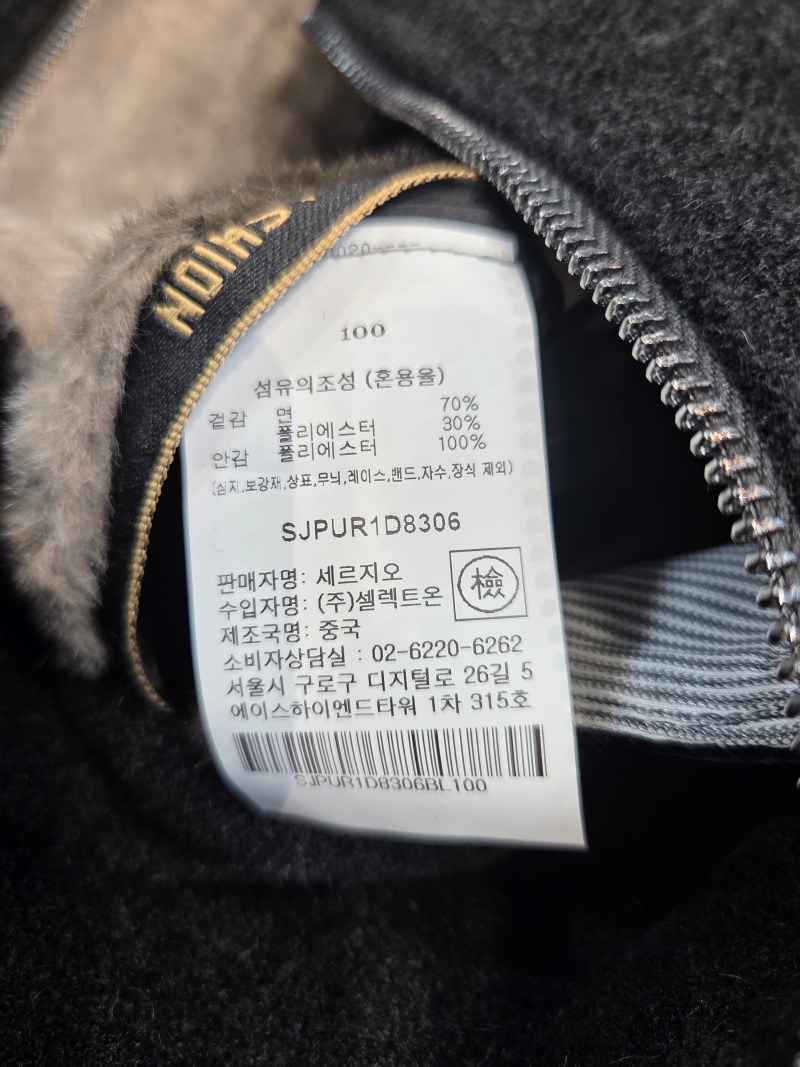 100
섬유의조성 (혼용율)
겉감 면 70%
폴리에스터 30%
안감 폴리에스터 100%
(심지,보강재,상표,무늬,레이스,밴드,자수,장식 제외)
SJPUR1D8306
판매자명: 세르지오
檢
수입자명: (주)셀렉트온
제조국명: 중국
소비자상담실 : 02-6220-6262
서울시 구로구 디지털로 26길 5
에이스하이엔드타워 1차 315호
SJPUR1D8306BL100